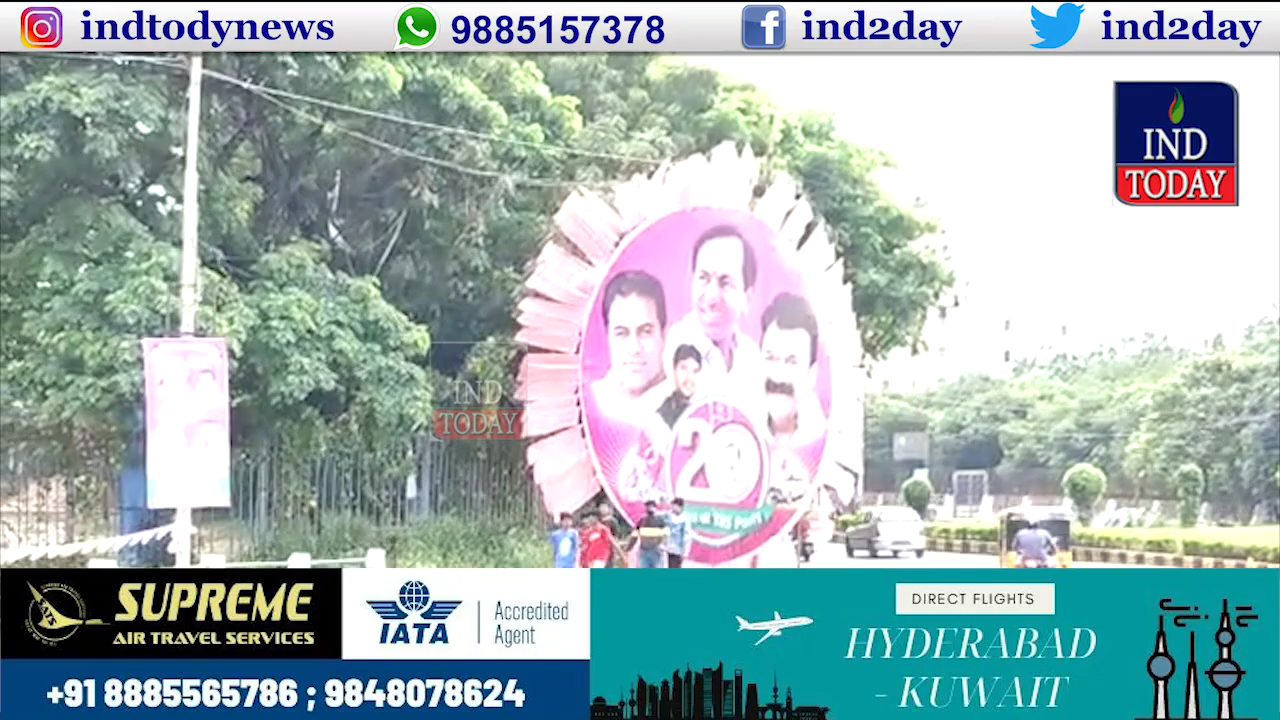 indtodynews
9885157378
ind2day
ind2day
IND
TODAY
IND
TODAY
20
SUPREME
AIR TRAVEL SERVICES
IATA
Accredited
Agent
+91 8885565786 ; 9848078624
DIRECT FLIGHTS
HYDERABAD
- KUWAIT